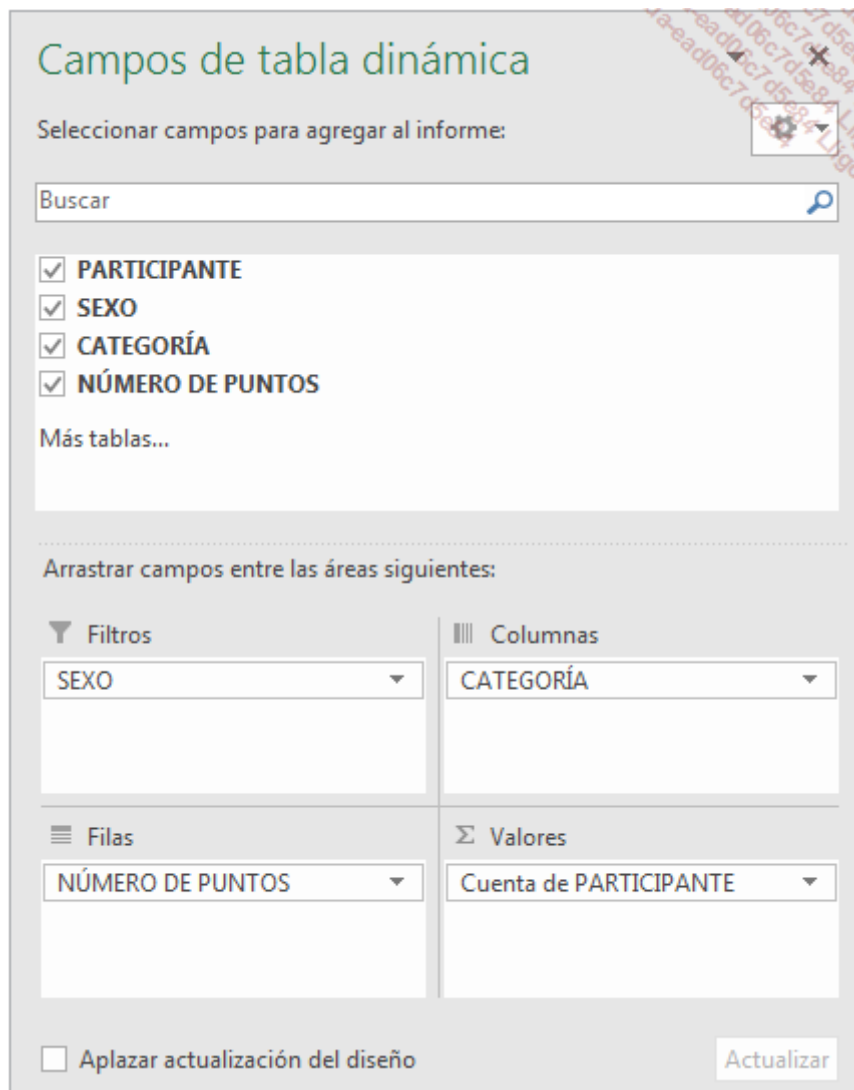 Campos de tabla dinámica
Seleccionar campos para agregar al informe:
Buscar
PARTICIPANTE
SEXO
CATEGORÍA
NÚMERO DE PUNTOS
Más tablas...
Arrastrar campos entre las áreas siguientes:
Filtros
Columnas
SEXO
CATEGORÍA
Filas
Σ Valores
NÚMERO DE PUNTOS
Cuenta de PARTICIPANTE
Aplazar actualización del diseño
Actualizar